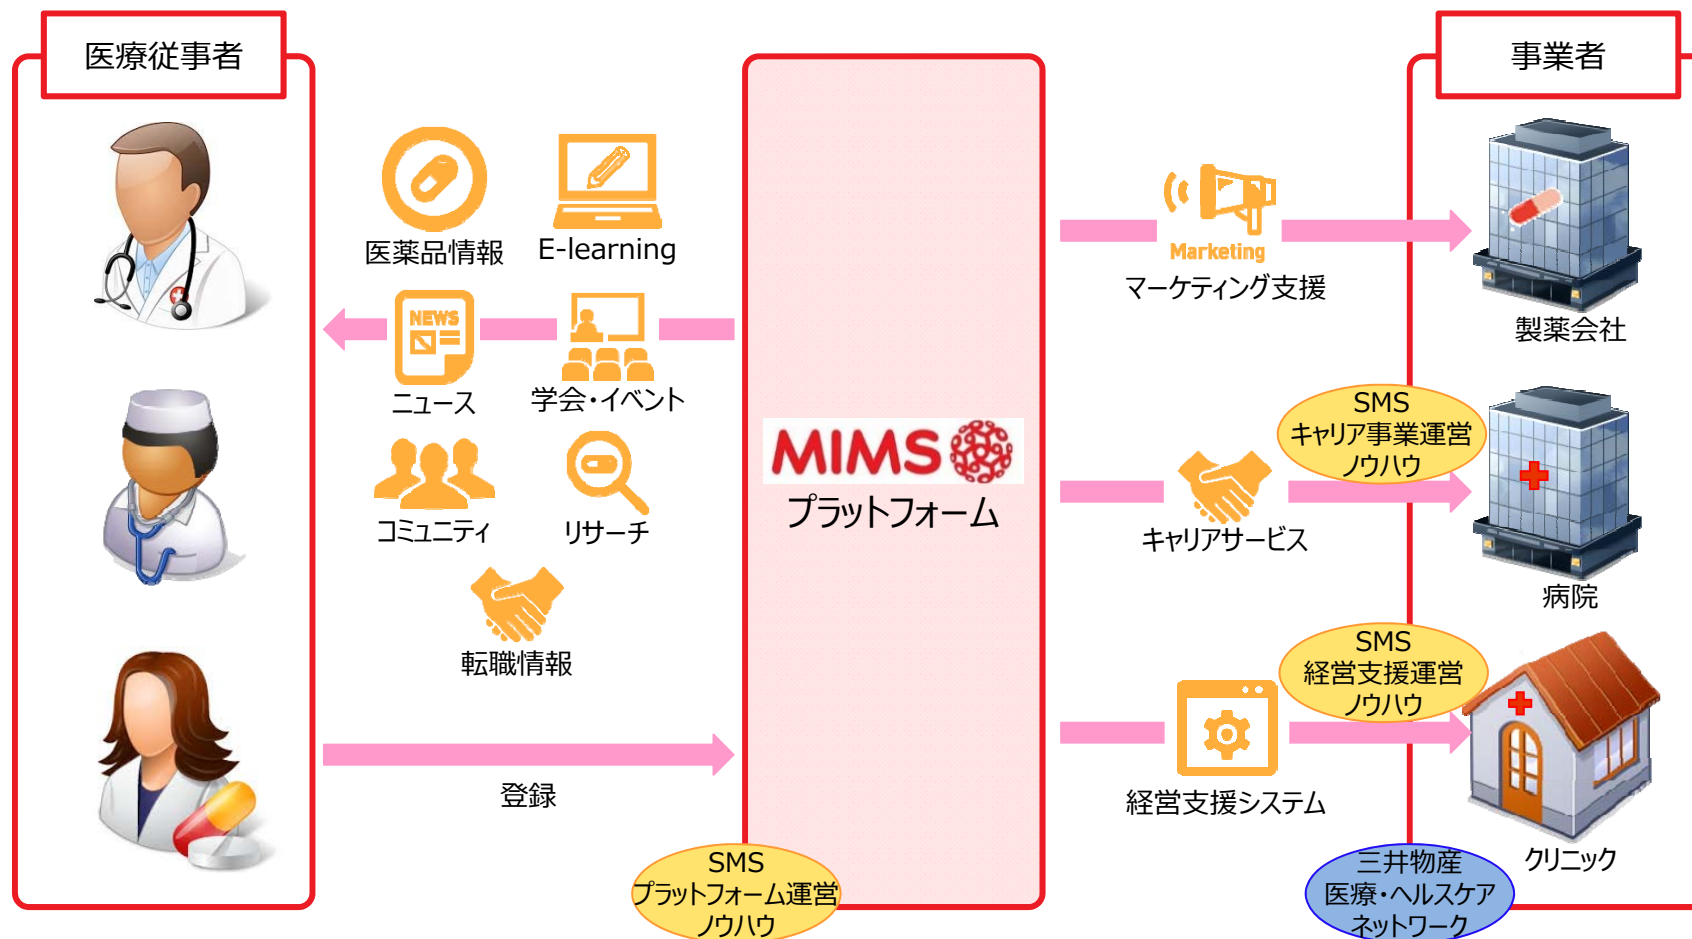 医療従事者
医薬品情報
E-learning
NEWS
ニュース
学会・イベント
コミュニティ
リサーチ
転職情報
登録
MIMS
プラットフォーム
SMS
プラットフォーム運営
ノウハウ
Marketing
マーケティング支援
キャリアサービス
経営支援システム
事業者
製薬会社
SMS
キャリア事業運営
ノウハウ
病院
SMS
経営支援運営
ノウハウ
クリニック
三井物産
医療・ヘルスケア
ネットワーク